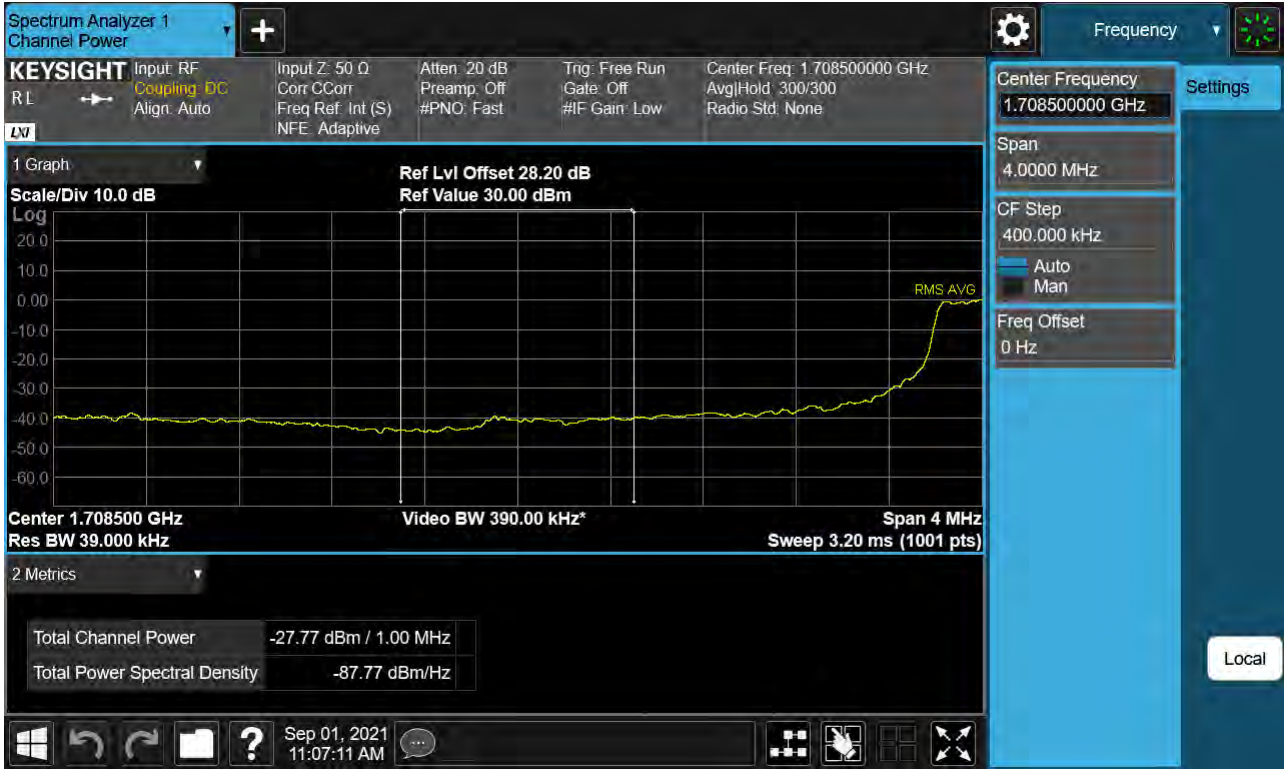 Spectrum Analyzer 1
Channel Power
+
Frequency
KEYSIGHT
R L
LXI
Input: RF
Coupling: DC
Align: Auto
Input Z: 50 Ω
Corr CCorr
Freq Ref: Int (S)
NFE: Adaptive
Atten: 20 dB
Preamp: Off
#PNO: Fast
Trig: Free Run
Gate: Off
#IF Gain: Low
Center Freq: 1.708500000 GHz
Avg|Hold: 300/300
Radio Std: None
Center Frequency
1.708500000 GHz
Settings
Span
4.0000 MHz
CF Step
400.000 kHz
Auto
Man
Freq Offset
0 Hz
Local
1 Graph
Scale/Div 10.0 dB
Ref Lvl Offset 28.20 dB
Ref Value 30.00 dBm
Log
20.0
10.0
0.00
-10.0
-20.0
-30.0
-40.0
-50.0
-60.0
RMS AVG
Center 1.708500 GHz
Video BW 390.00 kHz*
Span 4 MHz
Res BW 39.000 kHz
Sweep 3.20 ms (1001 pts)
2 Metrics
Total Channel Power -27.77 dBm / 1.00 MHz
Total Power Spectral Density -87.77 dBm/Hz
?
Sep 01, 2021
11:07:11 AM